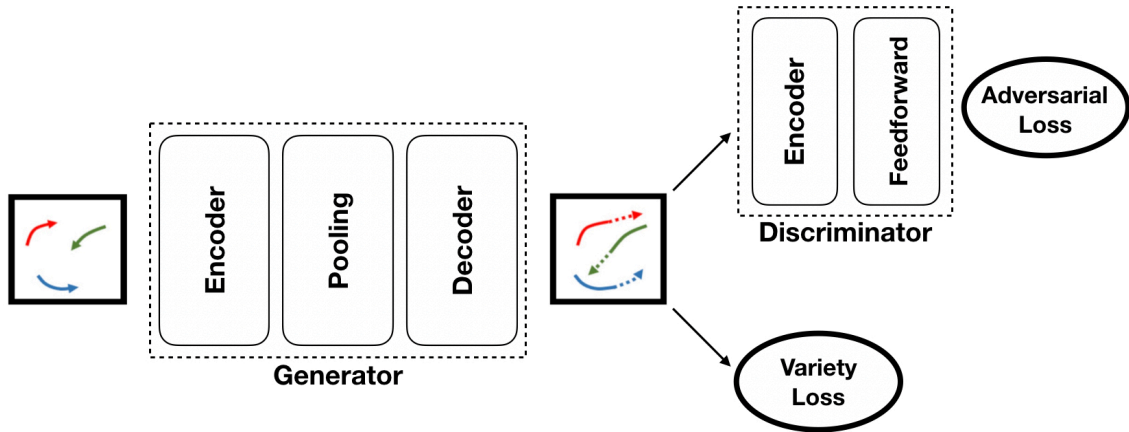 Encoder
Pooling
Decoder
Generator
Encoder
Feedforward
Discriminator
Adversarial
Loss
Variety
Loss